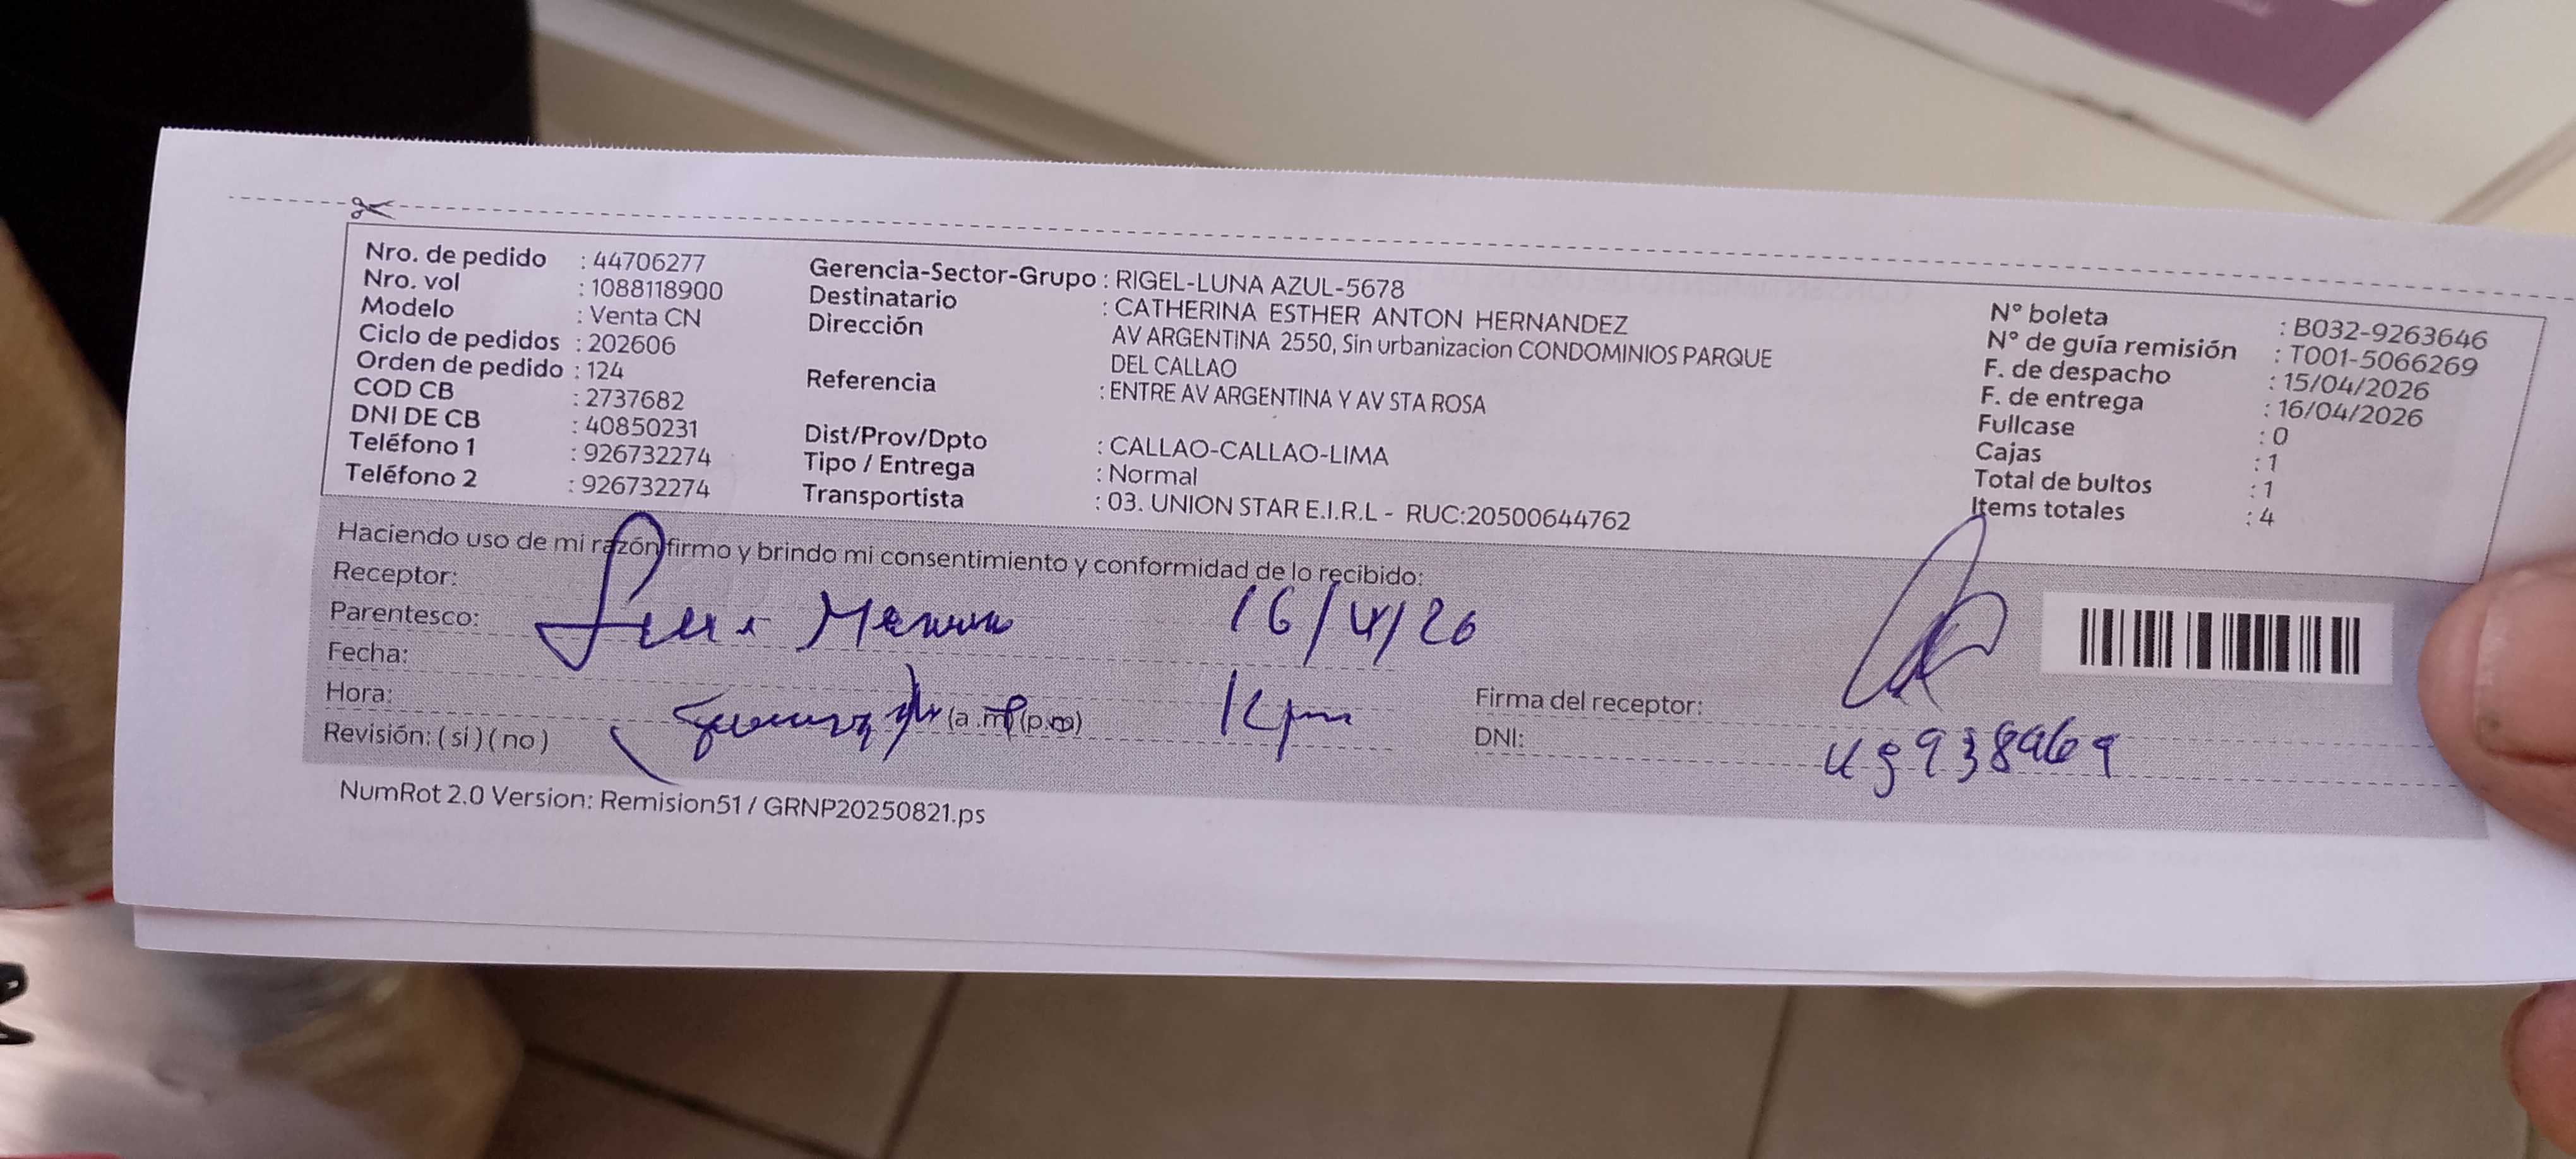 Nro. de pedido : 44706277
Nro. vol : 1088118900
Modelo : Venta CN
Ciclo de pedidos : 202606
Orden de pedido : 124
COD CB : 2737682
DNI DE CB : 40850231
Teléfono 1 : 926732274
Teléfono 2 : 926732274
Gerencia-Sector-Grupo : RIGEL-LUNA AZUL-5678
Destinatario : CATHERINA ESTHER ANTON HERNANDEZ
Dirección AV ARGENTINA 2550, Sin urbanizacion CONDOMINIOS PARQUE
DEL CALLAO
Referencia : ENTRE AV ARGENTINA Y AV STA ROSA
Dist/Prov/Dpto : CALLAO-CALLAO-LIMA
Tipo / Entrega : Normal
Transportista : 03. UNION STAR E.I.R.L - RUC:20500644762
N° boleta : B032-9263646
N° de guía remisión : T001-5066269
F. de despacho : 15/04/2026
F. de entrega : 16/04/2026
Fullcase : 0
Cajas : 1
Total de bultos : 1
Items totales : 4
Haciendo uso de mi razón firmo y brindo mi consentimiento y conformidad de lo recibido:
Receptor:
Parentesco: 16/4/26
Fecha:
Hora: (a.m) (p.m)
Revisión: ( si ) ( no )
Firma del receptor:
DNI:
NumRot 2.0 Version: Remision51 / GRNP20250821.ps